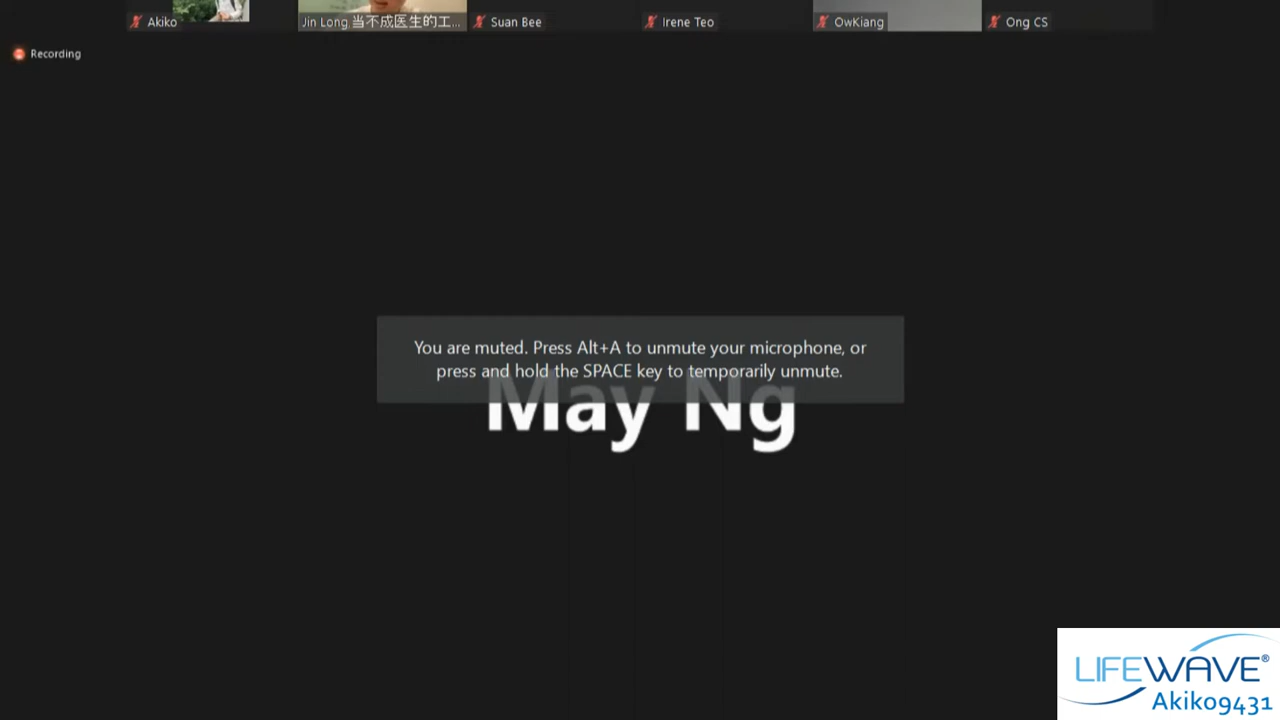 Akiko
Jin Long 当不成医生的工...
Suan Bee
Irene Teo
OwKiang
Ong CS
Recording
You are muted. Press Alt+A to unmute your microphone, or
press and hold the SPACE key to temporarily unmute.
May Ng
LIFEWAVE®
Akiko9431